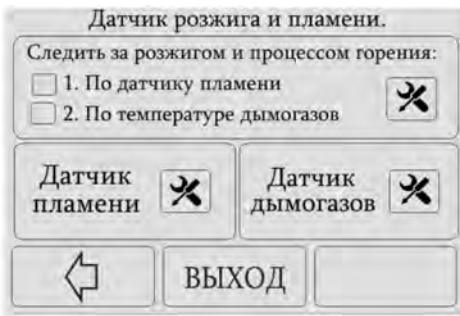 Датчик розжига и пламени.
Следить за розжигом и процессом горения:
1. По датчику пламени
2. По температуре дымогазов
Датчик
пламени
Датчик
дымогазов
ВЫХОД